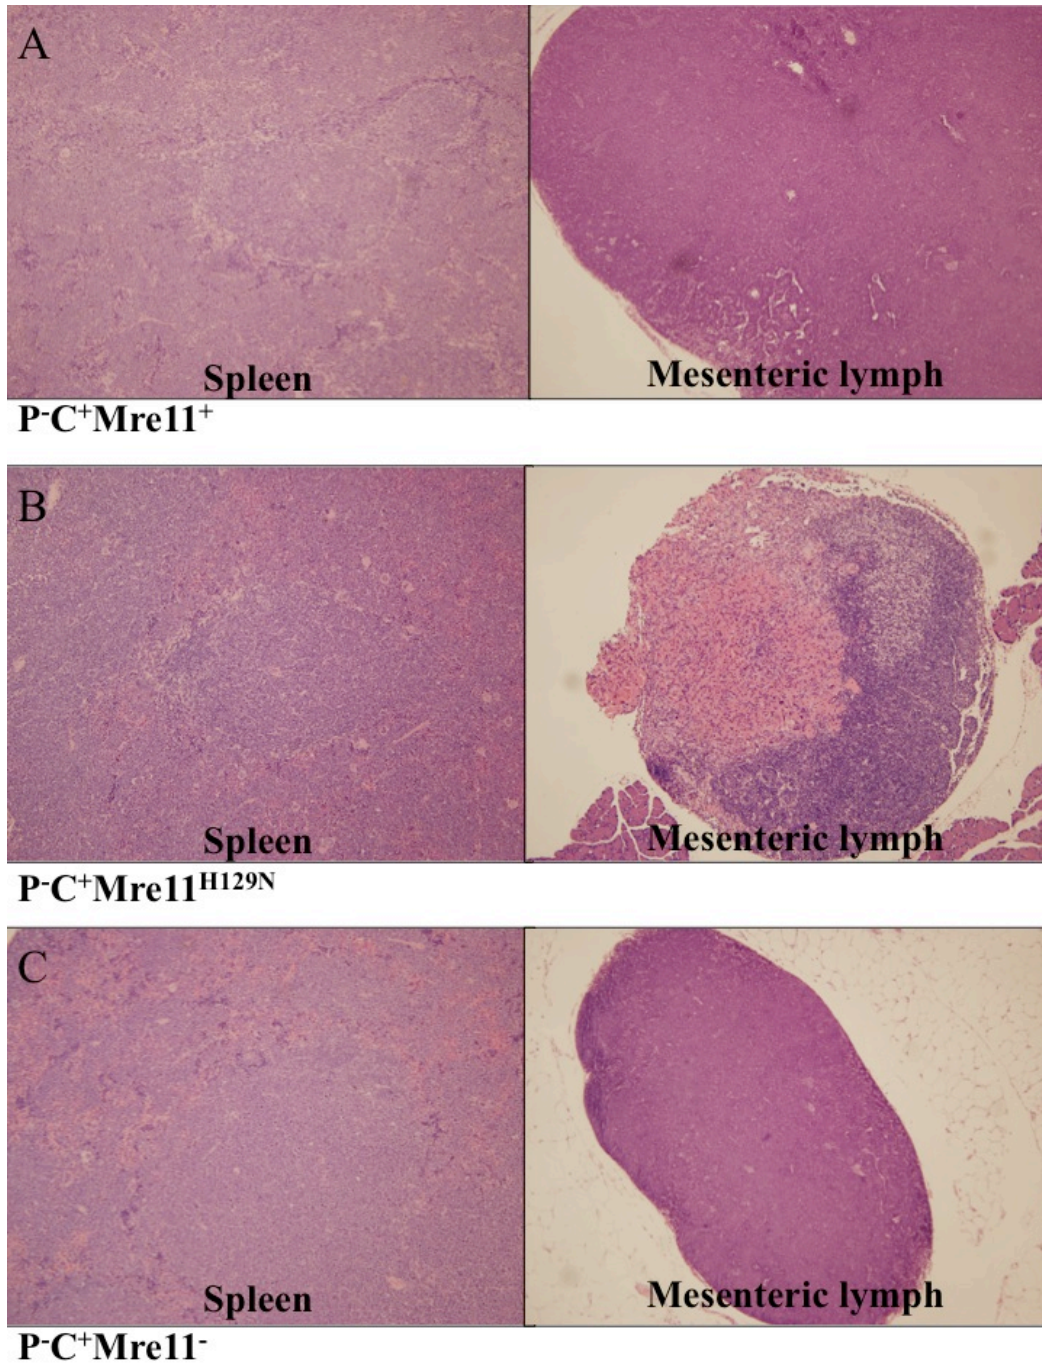 A
Spleen
Mesenteric lymph
P⁻C⁺Mre11⁺
B
Spleen
Mesenteric lymph
P⁻C⁺Mre11ᴴ¹²⁹ᴺ
C
Spleen
Mesenteric lymph
P⁻C⁺Mre11⁻